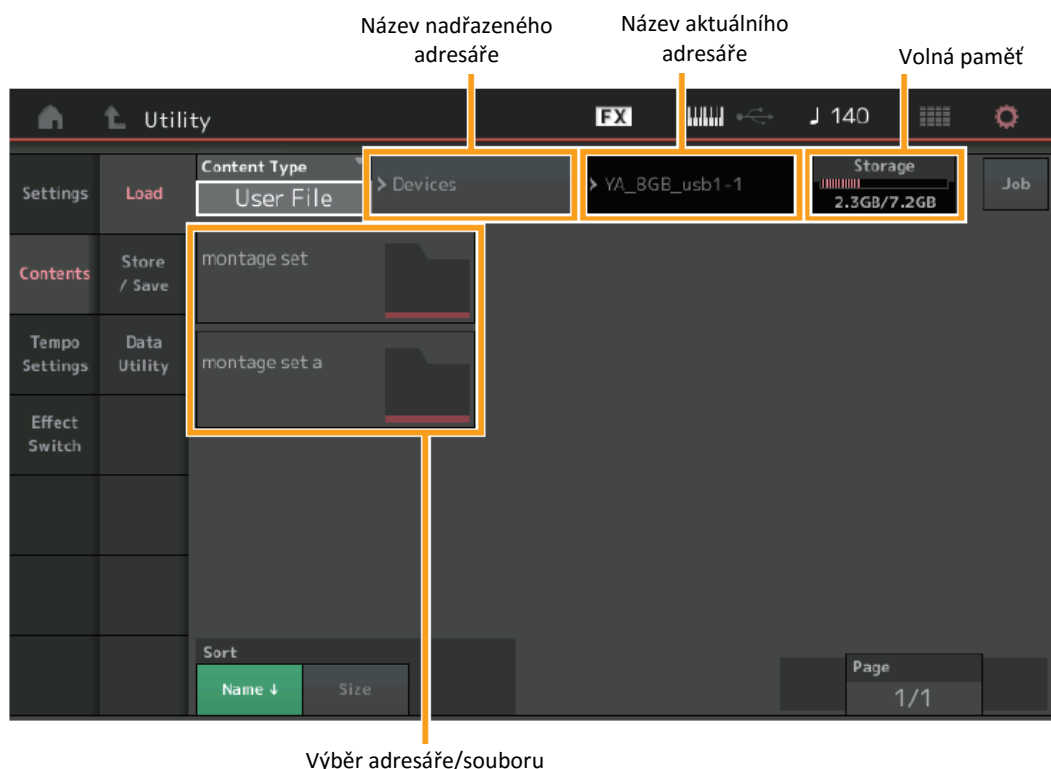 Název nadřazeného
adresáře
Název aktuálního
adresáře
Volná paměť
Utility
FX
♩ 140
Settings
Load
Content Type
User File
> Devices
> YA_8GB_usb1-1
Storage
2.3GB/7.2GB
Job
Contents
Store
/ Save
montage set
Tempo
Settings
Data
Utility
montage set a
Effect
Switch
Sort
Name ↓
Size
Page
1/1
Výběr adresáře/souboru